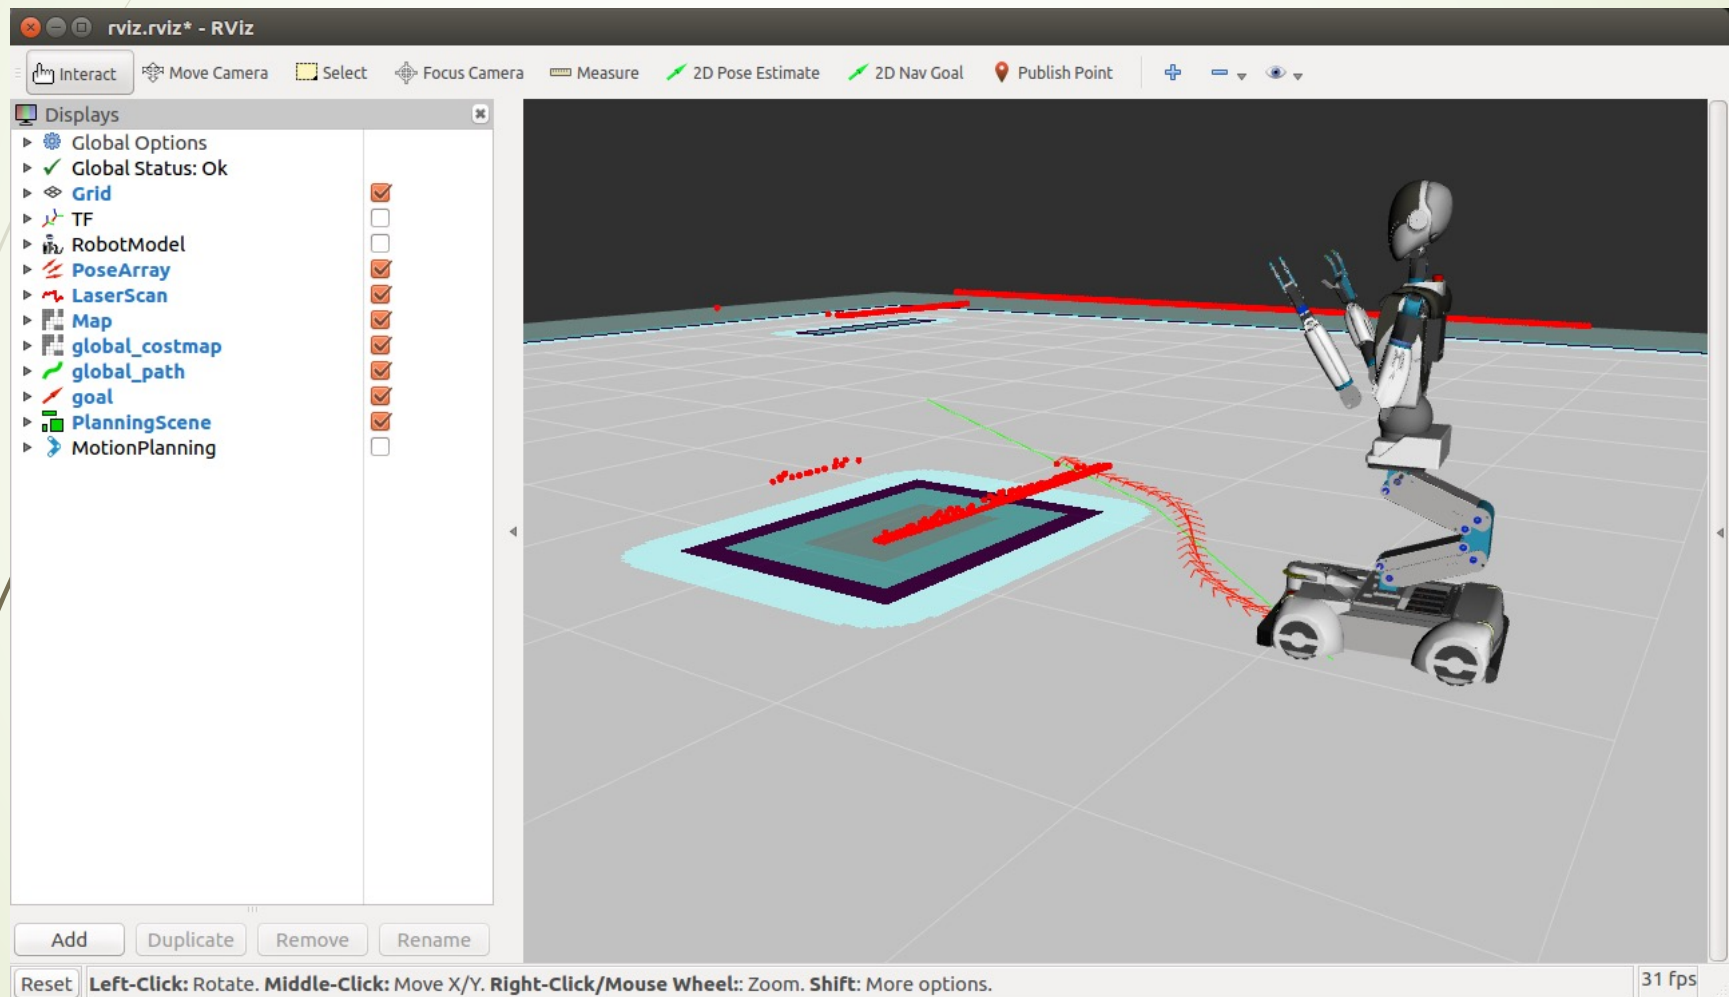 rviz.rviz* - RViz
Interact Move Camera Select Focus Camera Measure 2D Pose Estimate 2D Nav Goal Publish Point
Displays
Global Options
Global Status: Ok
Grid
TF
RobotModel
PoseArray
LaserScan
Map
global_costmap
global_path
goal
PlanningScene
MotionPlanning
Add Duplicate Remove Rename
Reset Left-Click: Rotate. Middle-Click: Move X/Y. Right-Click/Mouse Wheel:: Zoom. Shift: More options. 31 fps